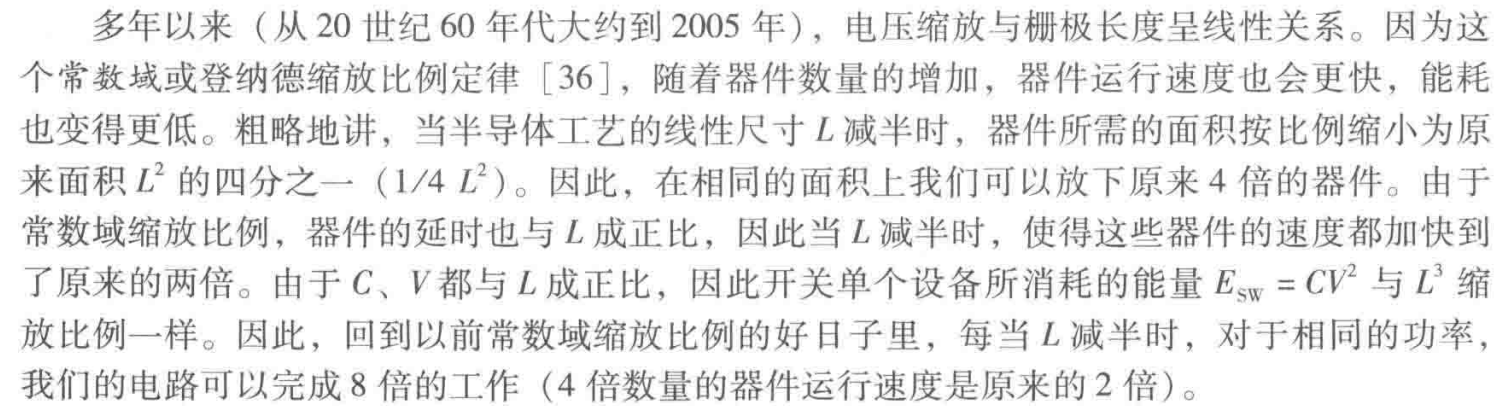 多年以来（从 20 世纪 60 年代大约到 2005 年），电压缩放与栅极长度呈线性关系。因为这
个常数域或登纳德缩放比例定律［36］，随着器件数量的增加，器件运行速度也会更快，能耗
也变得更低。粗略地讲，当半导体工艺的线性尺寸 L 减半时，器件所需的面积按比例缩小为原
来面积 L² 的四分之一（1/4 L²）。因此，在相同的面积上我们可以放下原来 4 倍的器件。由于
常数域缩放比例，器件的延时也与 L 成正比，因此当 L 减半时，使得这些器件的速度都加快到
了原来的两倍。由于 C、V 都与 L 成正比，因此开关单个设备所消耗的能量 E_SW = CV² 与 L³ 缩
放比例一样。因此，回到以前常数域缩放比例的好日子里，每当 L 减半时，对于相同的功率，
我们的电路可以完成 8 倍的工作（4 倍数量的器件运行速度是原来的 2 倍）。